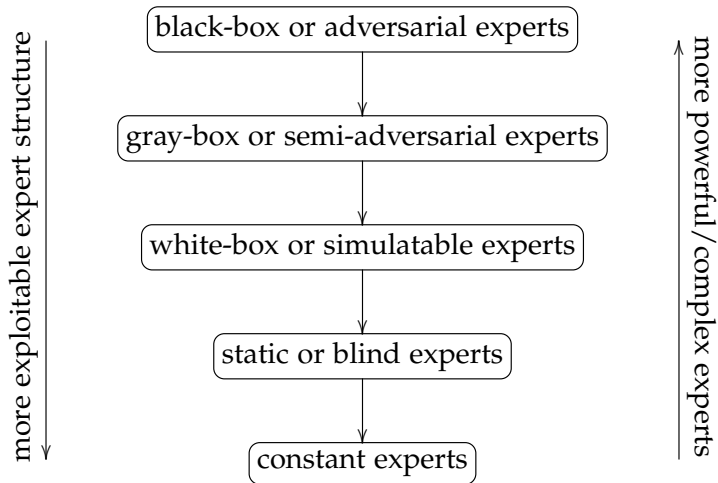 black-box or adversarial experts
gray-box or semi-adversarial experts
white-box or simulatable experts
static or blind experts
constant experts
more exploitable expert structure
more powerful/complex experts